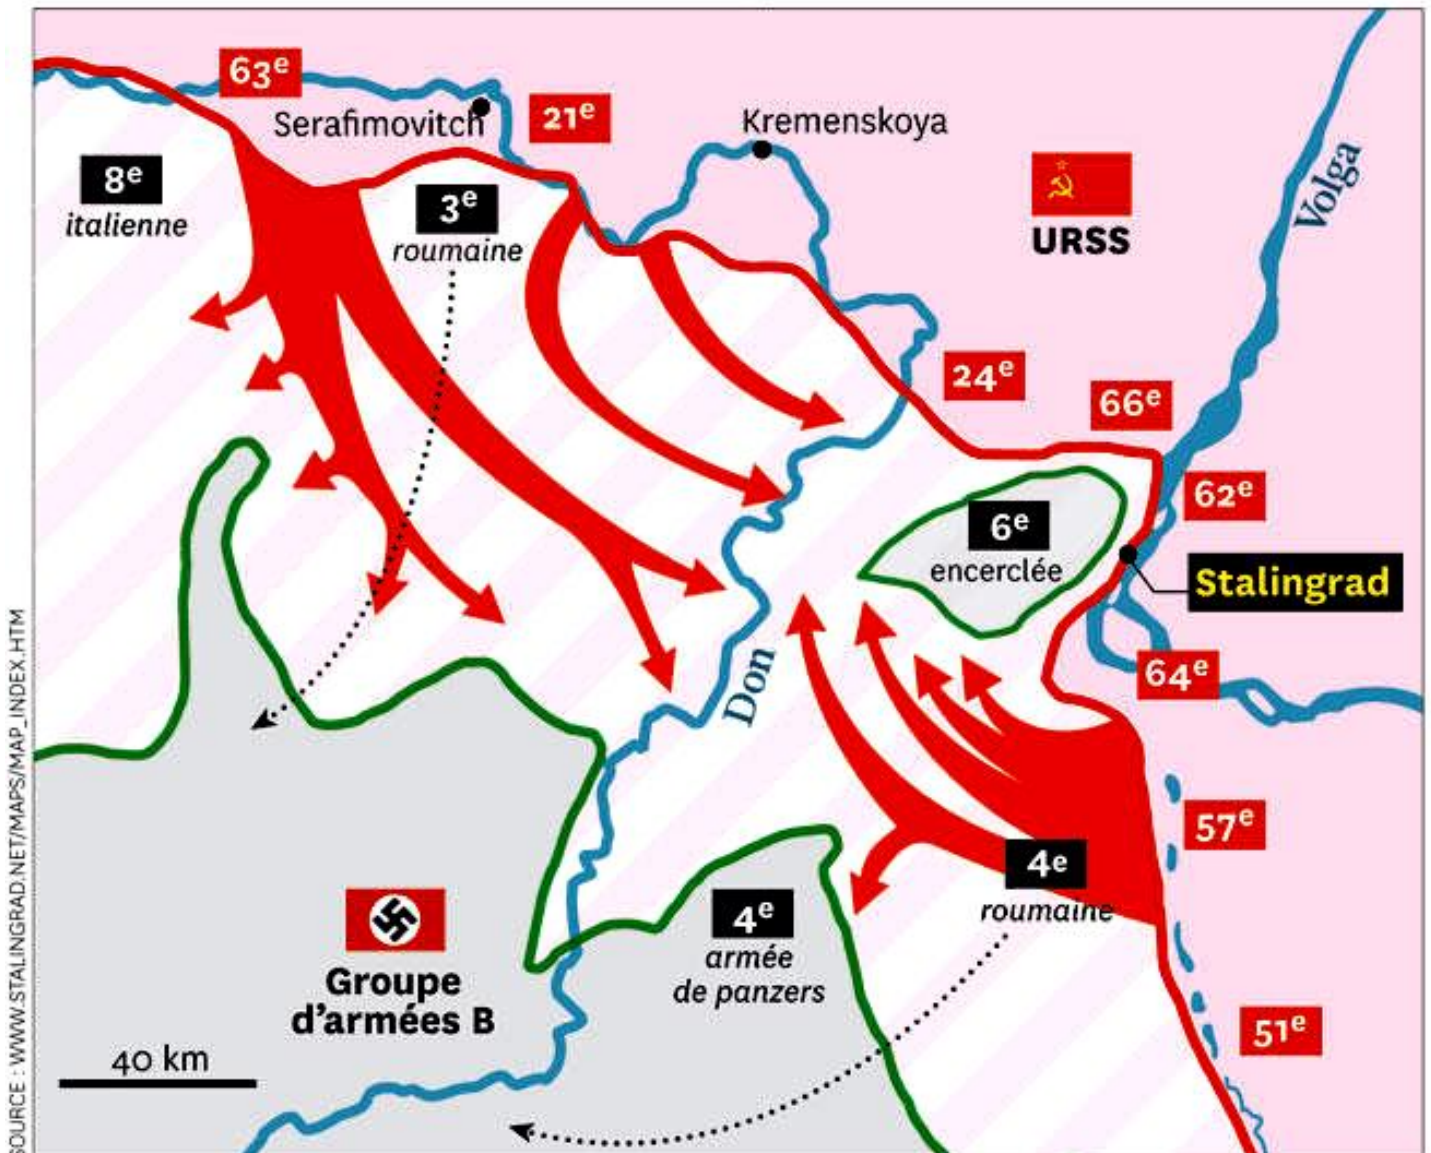 63e
Serafimovitch
21e
Kremenskoya
8e
italienne
3e
roumaine
URSS
Volga
24e
66e
62e
6e
encerclée
Stalingrad
64e
Don
57e
4e
roumaine
4e
armée
de panzers
Groupe
d'armées B
51e
40 km
SOURCE : WWW.STALINGRAD.NET/MAPS/MAP_INDEX.HTM